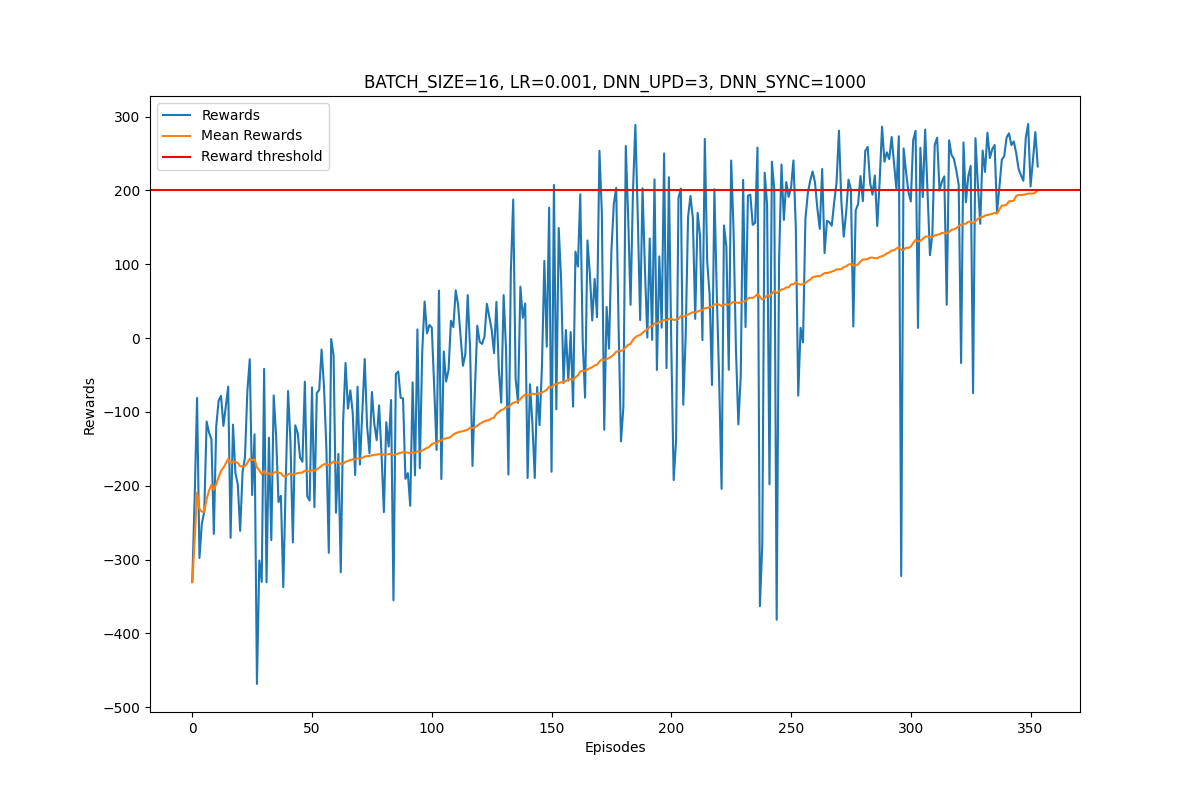 BATCH_SIZE=16, LR=0.001, DNN_UPD=3, DNN_SYNC=1000
Rewards
Mean Rewards
Reward threshold
300
200
100
0
−100
−200
−300
−400
−500
Rewards
0 50 100 150 200 250 300 350
Episodes